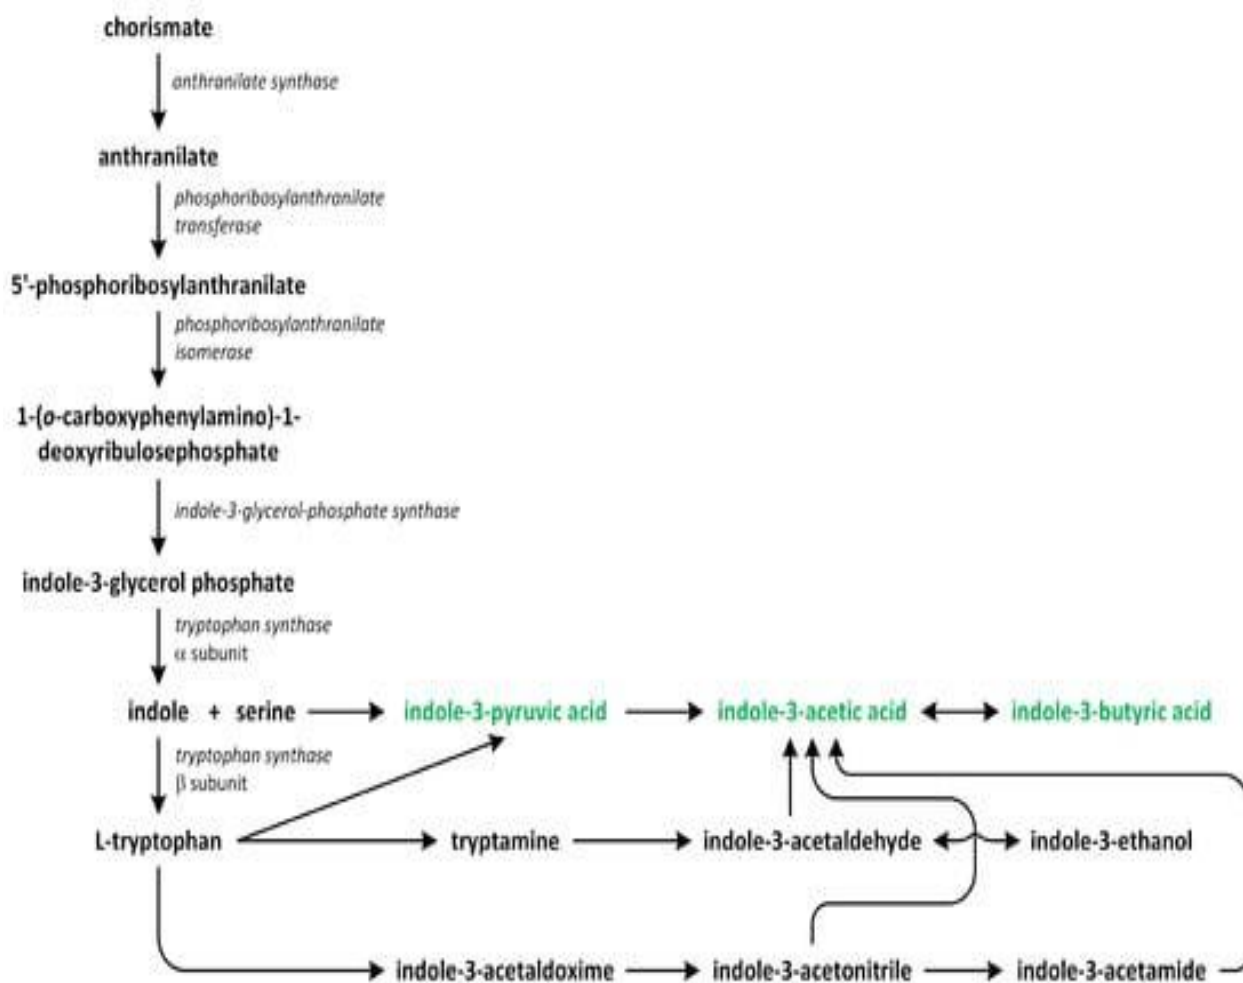 chorismate
anthranilate synthase
anthranilate
phosphoribosylanthranilate
transferase
5'-phosphoribosylanthranilate
phosphoribosylanthranilate
isomerase
1-(o-carboxyphenylamino)-1-
deoxyribulosephosphate
indole-3-glycerol-phosphate synthase
indole-3-glycerol phosphate
tryptophan synthase
α subunit
indole + serine indole-3-pyruvic acid indole-3-acetic acid indole-3-butyric acid
tryptophan synthase
β subunit
L-tryptophan tryptamine indole-3-acetaldehyde indole-3-ethanol
indole-3-acetaldoxime indole-3-acetonitrile indole-3-acetamide